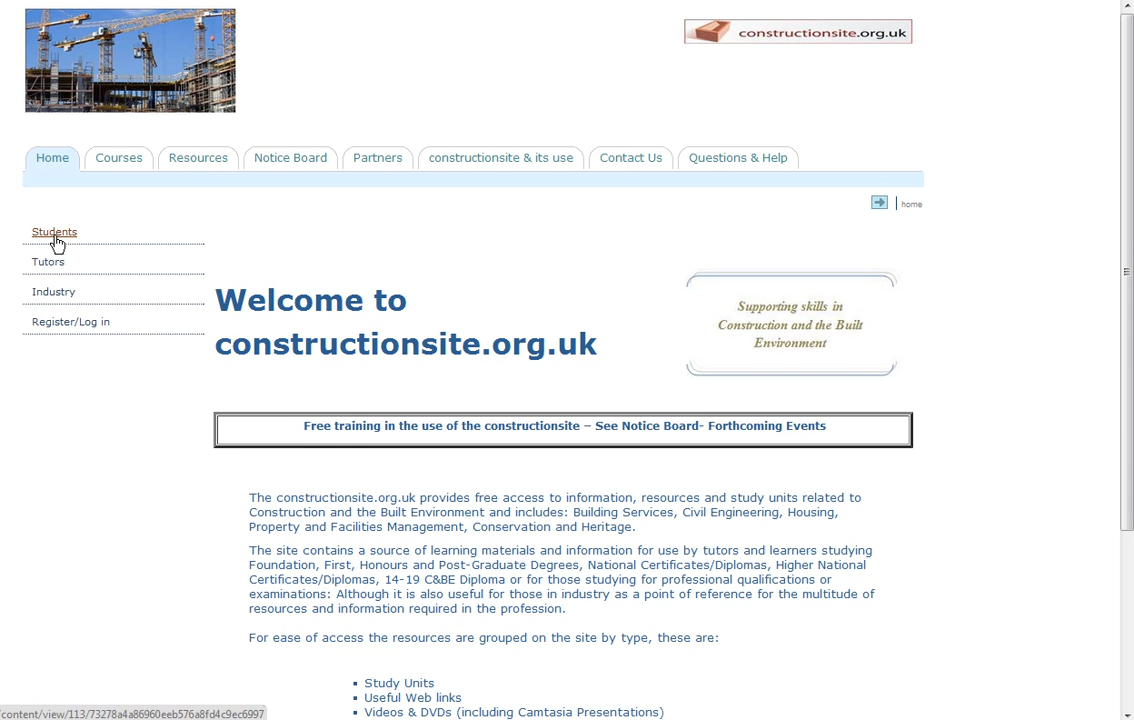 constructionsite.org.uk
Home
Courses
Resources
Notice Board
Partners
constructionsite & its use
Contact Us
Questions & Help
home
Students
Tutors
Industry
Register/Log in
Welcome to
constructionsite.org.uk
Supporting skills in
Construction and the Built
Environment
Free training in the use of the constructionsite – See Notice Board- Forthcoming Events
The constructionsite.org.uk provides free access to information, resources and study units related to
Construction and the Built Environment and includes: Building Services, Civil Engineering, Housing,
Property and Facilities Management, Conservation and Heritage.
The site contains a source of learning materials and information for use by tutors and learners studying
Foundation, First, Honours and Post-Graduate Degrees, National Certificates/Diplomas, Higher National
Certificates/Diplomas, 14-19 C&BE Diploma or for those studying for professional qualifications or
examinations: Although it is also useful for those in industry as a point of reference for the multitude of
resources and information required in the profession.
For ease of access the resources are grouped on the site by type, these are:
▪ Study Units
▪ Useful Web links
▪ Videos & DVDs (including Camtasia Presentations)
/content/view/113/73278a4a86960eeb576a8fd4c9ec6997